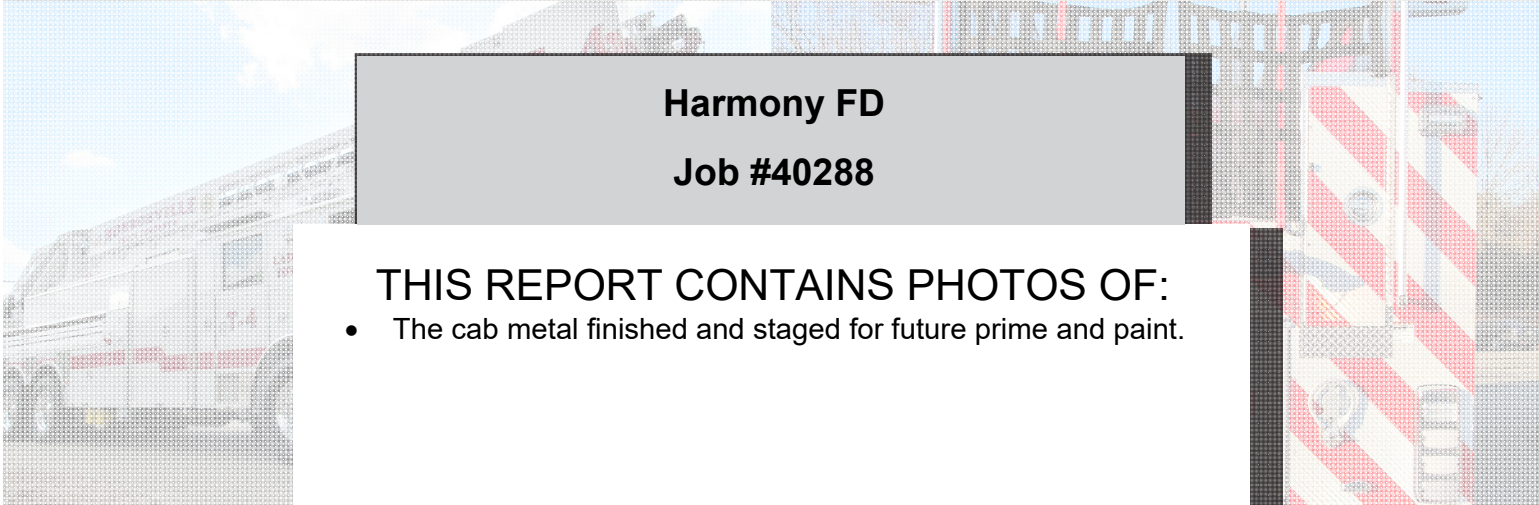 Harmony FD
Job #40288
THIS REPORT CONTAINS PHOTOS OF:
• The cab metal finished and staged for future prime and paint.
T-4